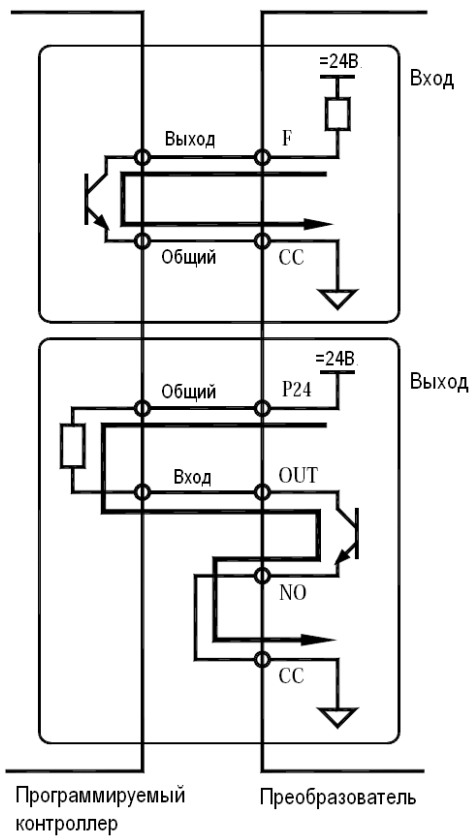 =24В
Вход
Выход
F
Общий
CC
=24В
Общий
P24
Выход
Вход
OUT
NO
CC
Программируемый
контроллер
Преобразователь